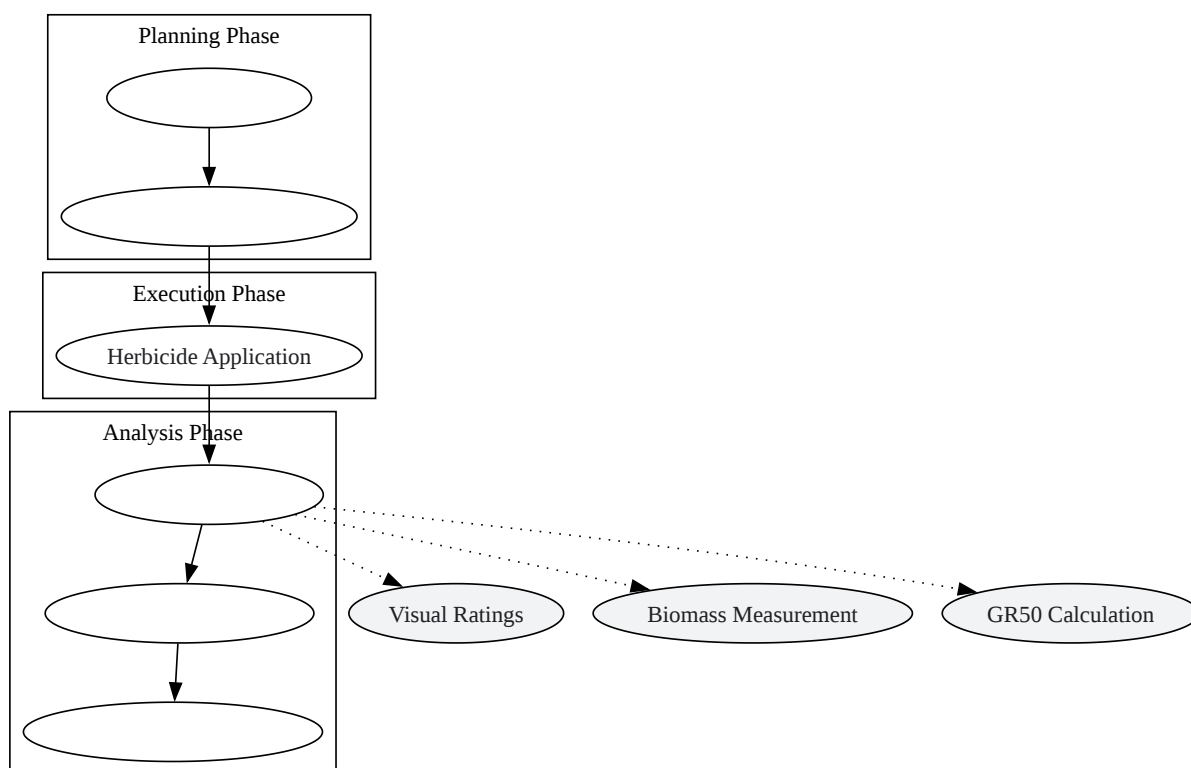 Planning Phase
Execution Phase
Herbicide Application
Analysis Phase
Visual Ratings
Biomass Measurement
GR50 Calculation